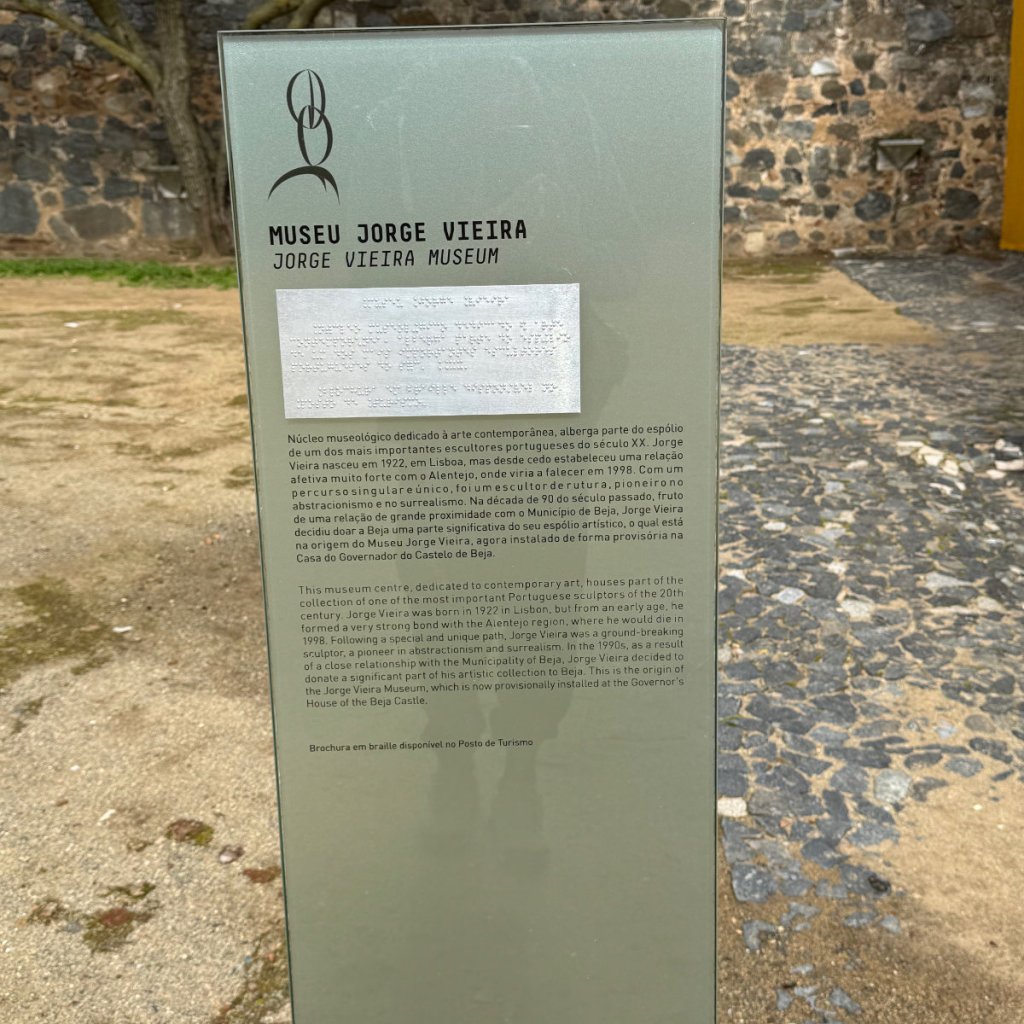 MUSEU JORGE VIEIRA
JORGE VIEIRA MUSEUM
Núcleo museológico dedicado à arte contemporânea, alberga parte do espólio
de um dos mais importantes escultores portugueses do século XX. Jorge
Vieira nasceu em 1922, em Lisboa, mas desde cedo estabeleceu uma relação
afetiva muito forte com o Alentejo, onde viria a falecer em 1998. Com um
percurso singular e único, foi um escultor de rutura, pioneiro no
abstracionismo e no surrealismo. Na década de 90 do século passado, fruto
de uma relação de grande proximidade com o Município de Beja, Jorge Vieira
decidiu doar a Beja uma parte significativa do seu espólio artístico, o qual está
na origem do Museu Jorge Vieira, agora instalado de forma provisória na
Casa do Governador do Castelo de Beja.
This museum centre, dedicated to contemporary art, houses part of the
collection of one of the most important Portuguese sculptors of the 20th
century. Jorge Vieira was born in 1922 in Lisbon, but from an early age, he
formed a very strong bond with the Alentejo region, where he would die in
1998. Following a special and unique path, Jorge Vieira was a ground-breaking
sculptor, a pioneer in abstractionism and surrealism. In the 1990s, as a result
of a close relationship with the Municipality of Beja, Jorge Vieira decided to
donate a significant part of his artistic collection to Beja. This is the origin of
the Jorge Vieira Museum, which is now provisionally installed at the Governor's
House of the Beja Castle.
Brochura em braille disponível no Posto de Turismo